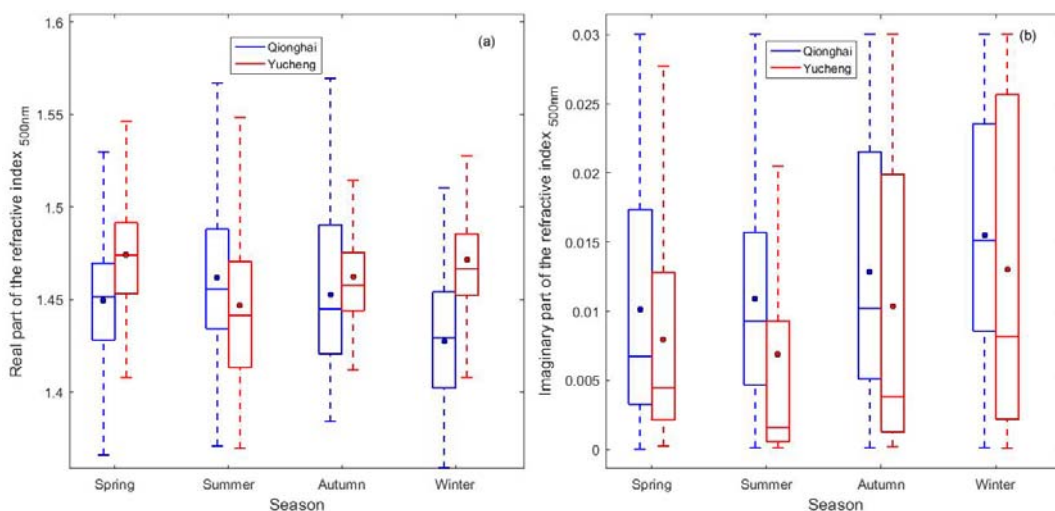 1.6
1.55
1.5
1.45
1.4
Real part of the refractive index 500nm
(a)
Qionghai
Yucheng
Spring Summer Autumn Winter
Season
0.03
0.025
0.02
0.015
0.01
0.005
0
Imaginary part of the refractive index 500nm
(b)
Qionghai
Yucheng
Spring Summer Autumn Winter
Season